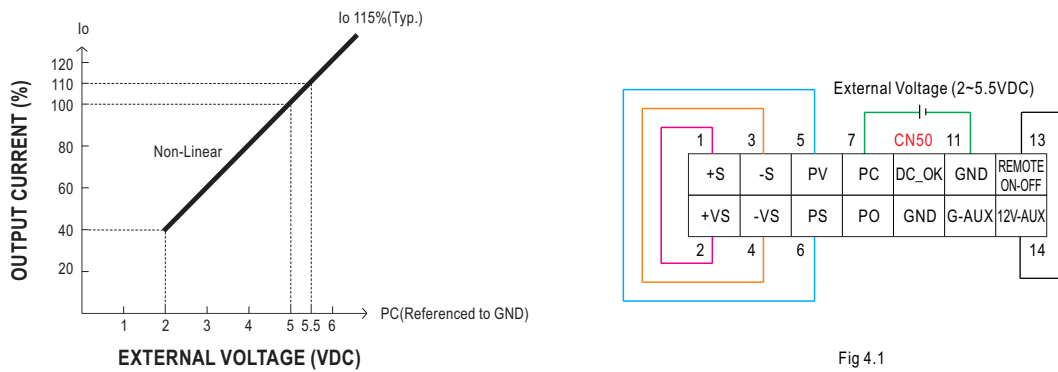 Io
Io 115%(Typ.)
OUTPUT CURRENT (%)
120
110
100
80
60
40
20
Non-Linear
1 2 3 4 5 5.5 6
PC(Referenced to GND)
EXTERNAL VOLTAGE (VDC)
External Voltage (2~5.5VDC)
1 3 5 7 CN50 11 13
+S -S PV PC DC_OK GND REMOTE ON-OFF
+VS -VS PS PO GND G-AUX 12V-AUX
2 4 6 14
Fig 4.1